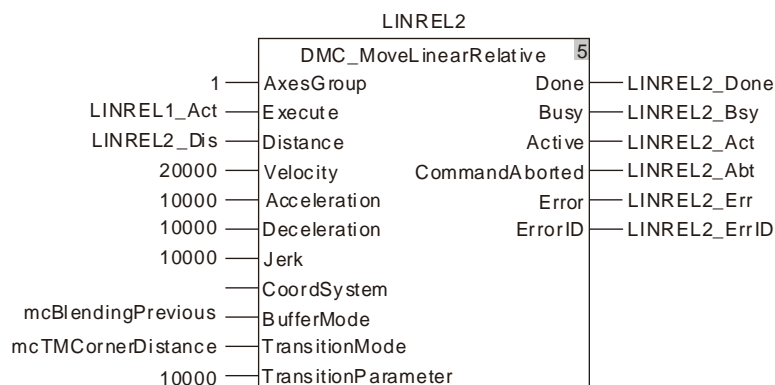 LINREL2
DMC_MoveLinearRelative 5
1 AxesGroup Done LINREL2_Done
LINREL1_Act Execute Busy LINREL2_Bsy
LINREL2_Dis Distance Active LINREL2_Act
20000 Velocity CommandAborted LINREL2_Abt
10000 Acceleration Error LINREL2_Err
10000 Deceleration ErrorID LINREL2_ErrID
10000 Jerk
CoordSystem
mcBlendingPrevious BufferMode
mcTMCornerDistance TransitionMode
10000 TransitionParameter